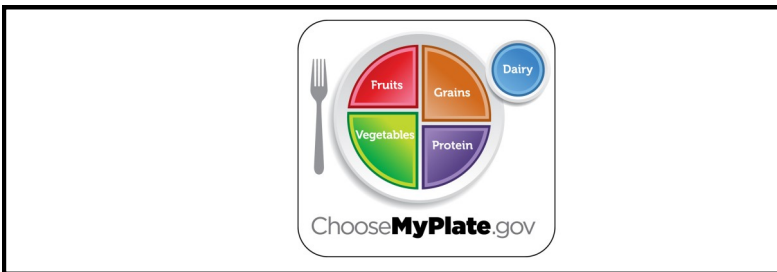 Fruits
Grains
Dairy
Vegetables
Protein
ChooseMyPlate.gov